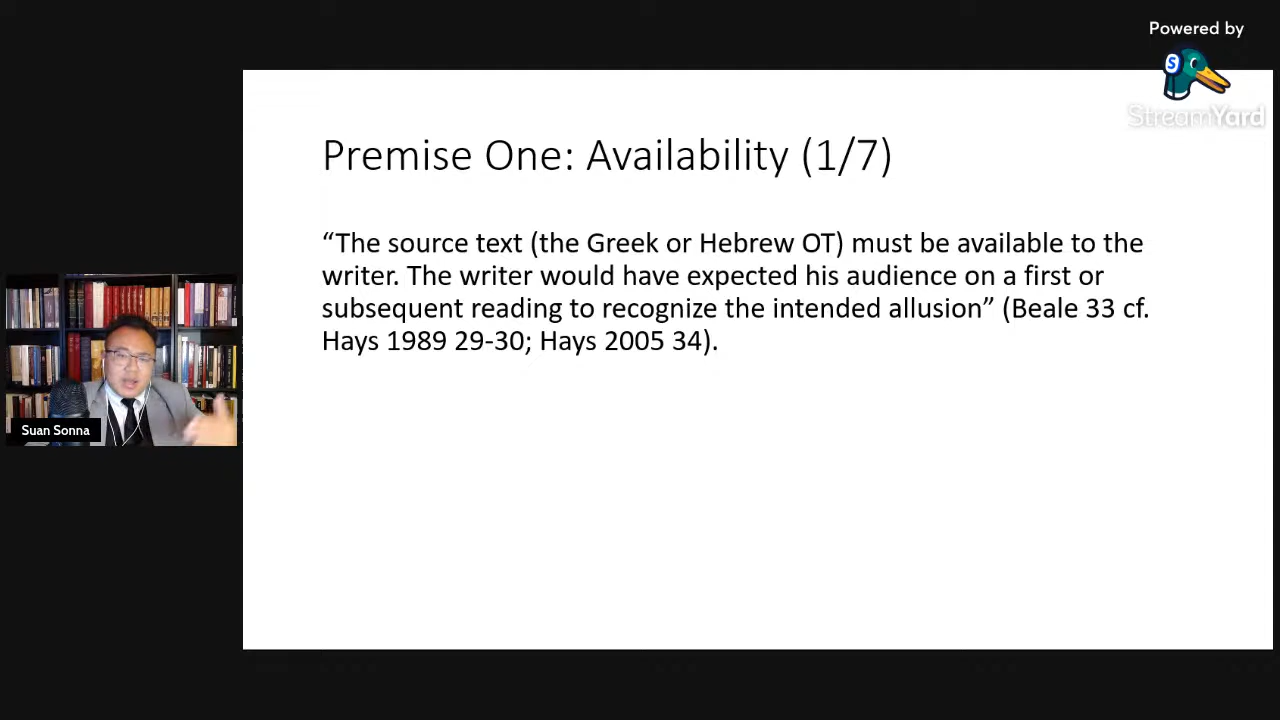 Powered by
S
StreamYard
Premise One: Availability (1/7)
“The source text (the Greek or Hebrew OT) must be available to the
writer. The writer would have expected his audience on a first or
subsequent reading to recognize the intended allusion” (Beale 33 cf.
Hays 1989 29-30; Hays 2005 34).
Suan Sonna